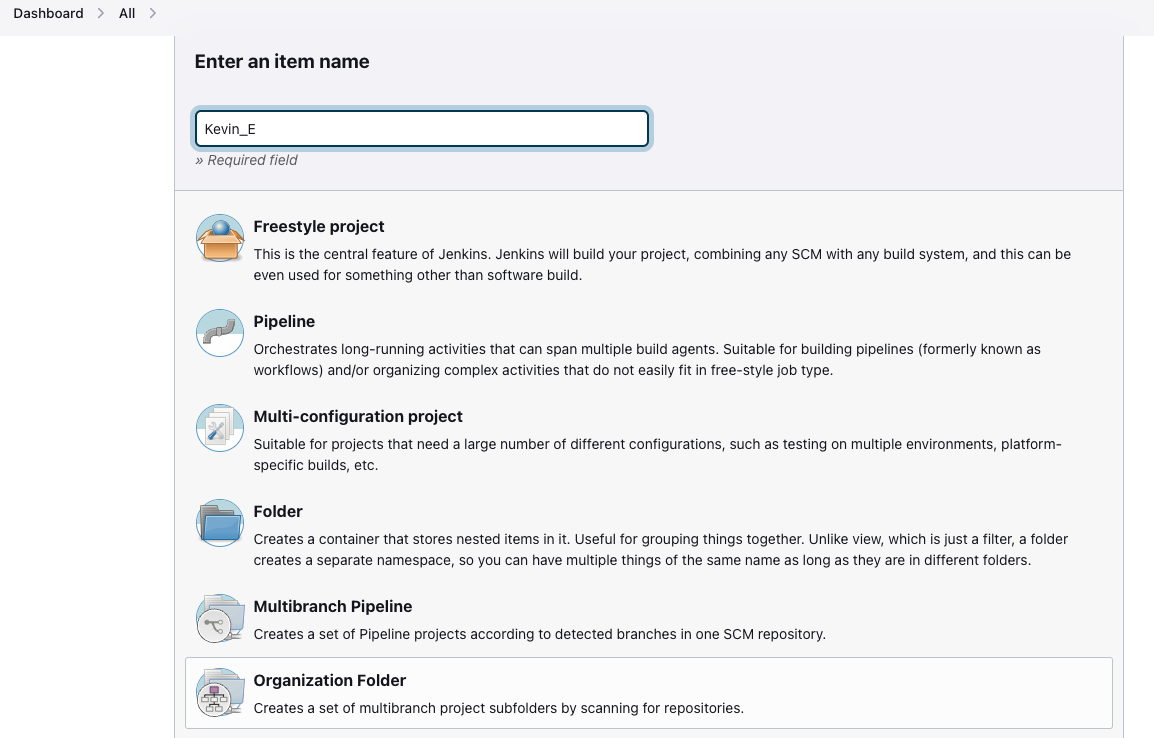 Dashboard > All >
Enter an item name
Kevin_E
» Required field
Freestyle project
This is the central feature of Jenkins. Jenkins will build your project, combining any SCM with any build system, and this can be
even used for something other than software build.
Pipeline
Orchestrates long-running activities that can span multiple build agents. Suitable for building pipelines (formerly known as
workflows) and/or organizing complex activities that do not easily fit in free-style job type.
Multi-configuration project
Suitable for projects that need a large number of different configurations, such as testing on multiple environments, platform-
specific builds, etc.
Folder
Creates a container that stores nested items in it. Useful for grouping things together. Unlike view, which is just a filter, a folder
creates a separate namespace, so you can have multiple things of the same name as long as they are in different folders.
Multibranch Pipeline
Creates a set of Pipeline projects according to detected branches in one SCM repository.
Organization Folder
Creates a set of multibranch project subfolders by scanning for repositories.